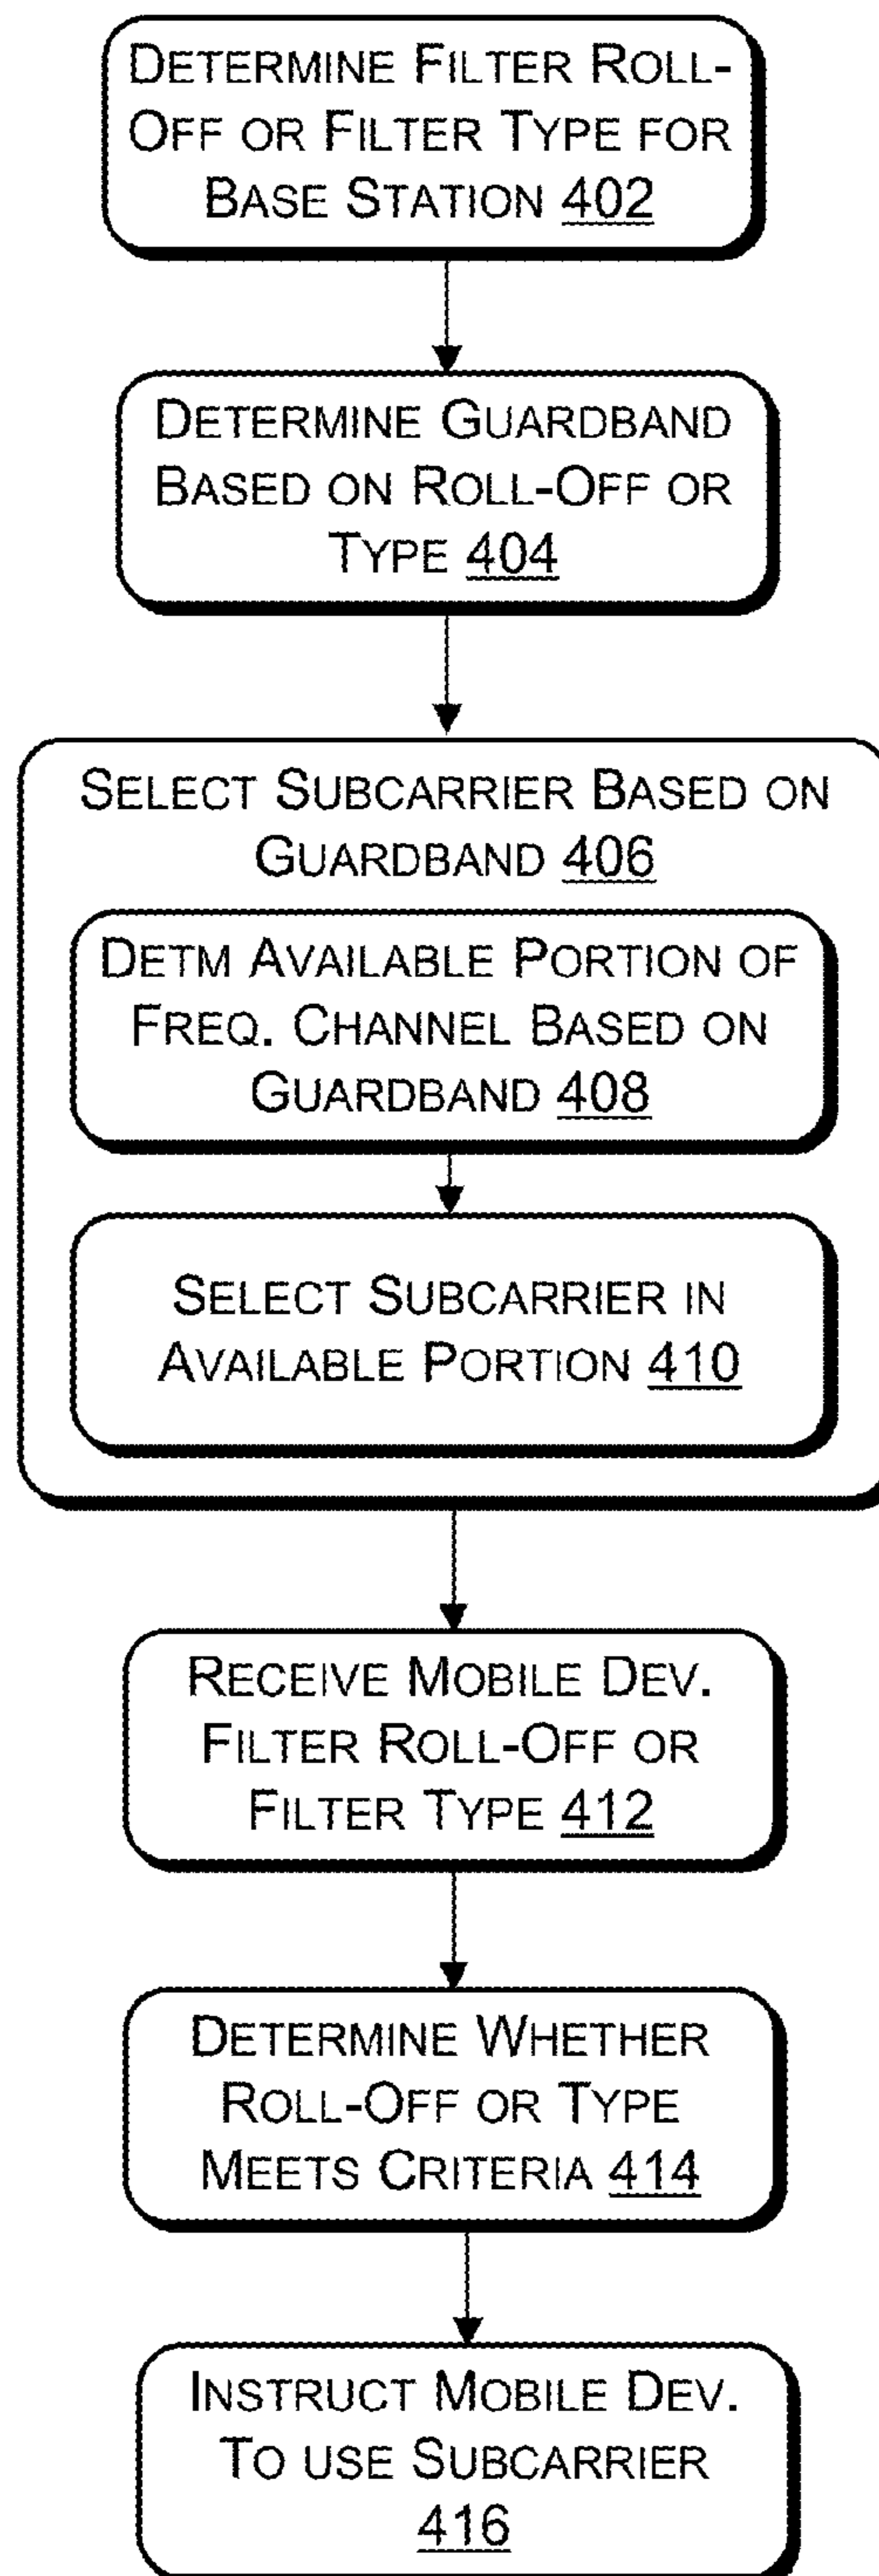 DETERMINE FILTER ROLL-
OFF OR FILTER TYPE FOR
BASE STATION 402
DETERMINE GUARDBAND
BASED ON ROLL-OFF OR
TYPE 404
SELECT SUBCARRIER BASED ON
GUARDBAND 406
DETM AVAILABLE PORTION OF
FREQ. CHANNEL BASED ON
GUARDBAND 408
SELECT SUBCARRIER IN
AVAILABLE PORTION 410
RECEIVE MOBILE DEV.
FILTER ROLL-OFF OR
FILTER TYPE 412
DETERMINE WHETHER
ROLL-OFF OR TYPE
MEETS CRITERIA 414
INSTRUCT MOBILE DEV.
TO USE SUBCARRIER
416